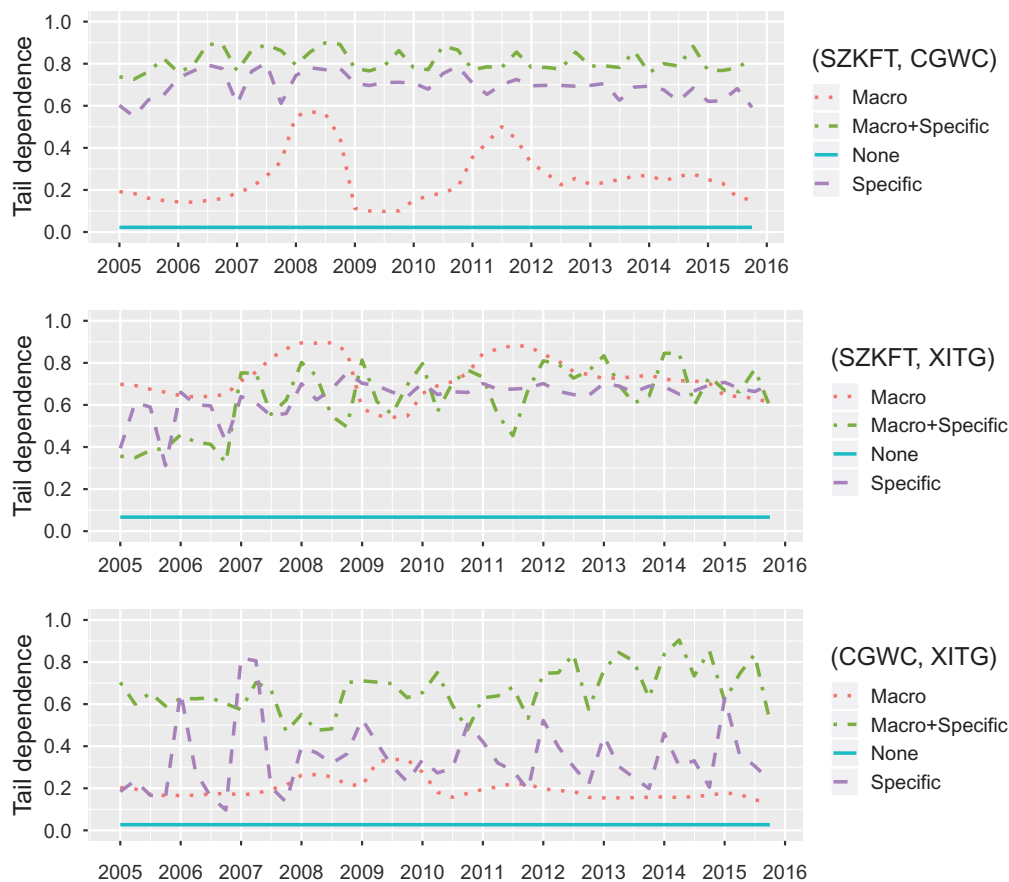 Tail dependence
1.0
0.8
0.6
0.4
0.2
0.0
2005 2006 2007 2008 2009 2010 2011 2012 2013 2014 2015 2016
(SZKFT, CGWC)
Macro
Macro+Specific
None
Specific
Tail dependence
1.0
0.8
0.6
0.4
0.2
0.0
2005 2006 2007 2008 2009 2010 2011 2012 2013 2014 2015 2016
(SZKFT, XITG)
Macro
Macro+Specific
None
Specific
Tail dependence
1.0
0.8
0.6
0.4
0.2
0.0
2005 2006 2007 2008 2009 2010 2011 2012 2013 2014 2015 2016
(CGWC, XITG)
Macro
Macro+Specific
None
Specific